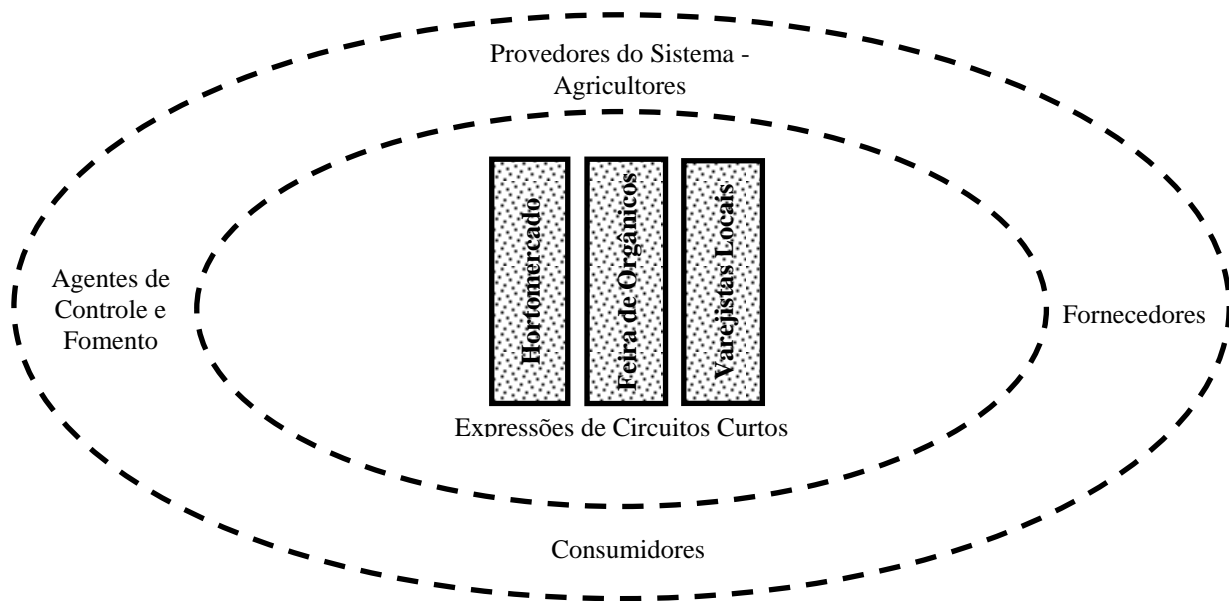 Provedores do Sistema -
Agricultores
Agentes de
Controle e
Fomento
Hortomercado
Feira de Orgânicos
Varejistas Locais
Fornecedores
Expressões de Circuitos Curtos
Consumidores